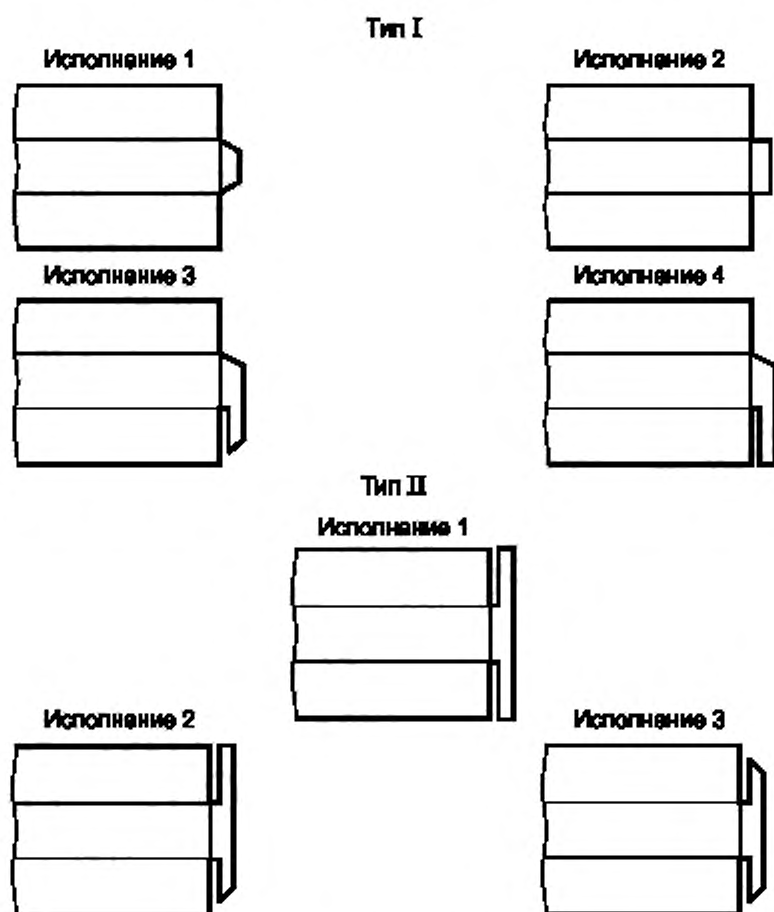 Тип I
Исполнение 1
Исполнение 2
Исполнение 3
Исполнение 4
Тип II
Исполнение 1
Исполнение 2
Исполнение 3